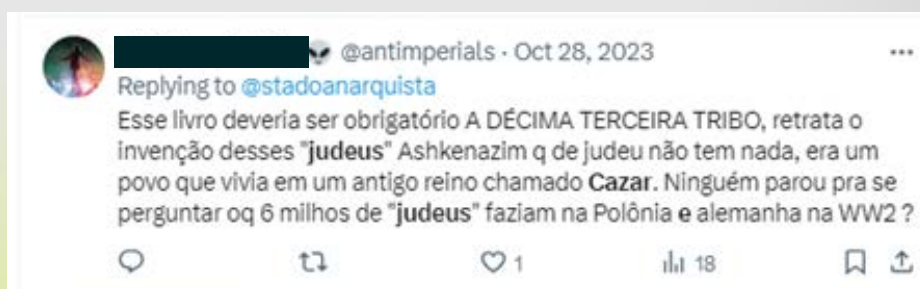 @antimperials · Oct 28, 2023
Replying to @stadoanarquista
Esse livro deveria ser obrigatório A DÉCIMA TERCEIRA TRIBO, retrata o
invenção desses "judeus" Ashkenazim q de judeu não tem nada, era um
povo que vivia em um antigo reino chamado Cazar. Ninguém parou pra se
perguntar oq 6 milhos de "judeus" faziam na Polônia e alemanha na WW2 ?
1 18